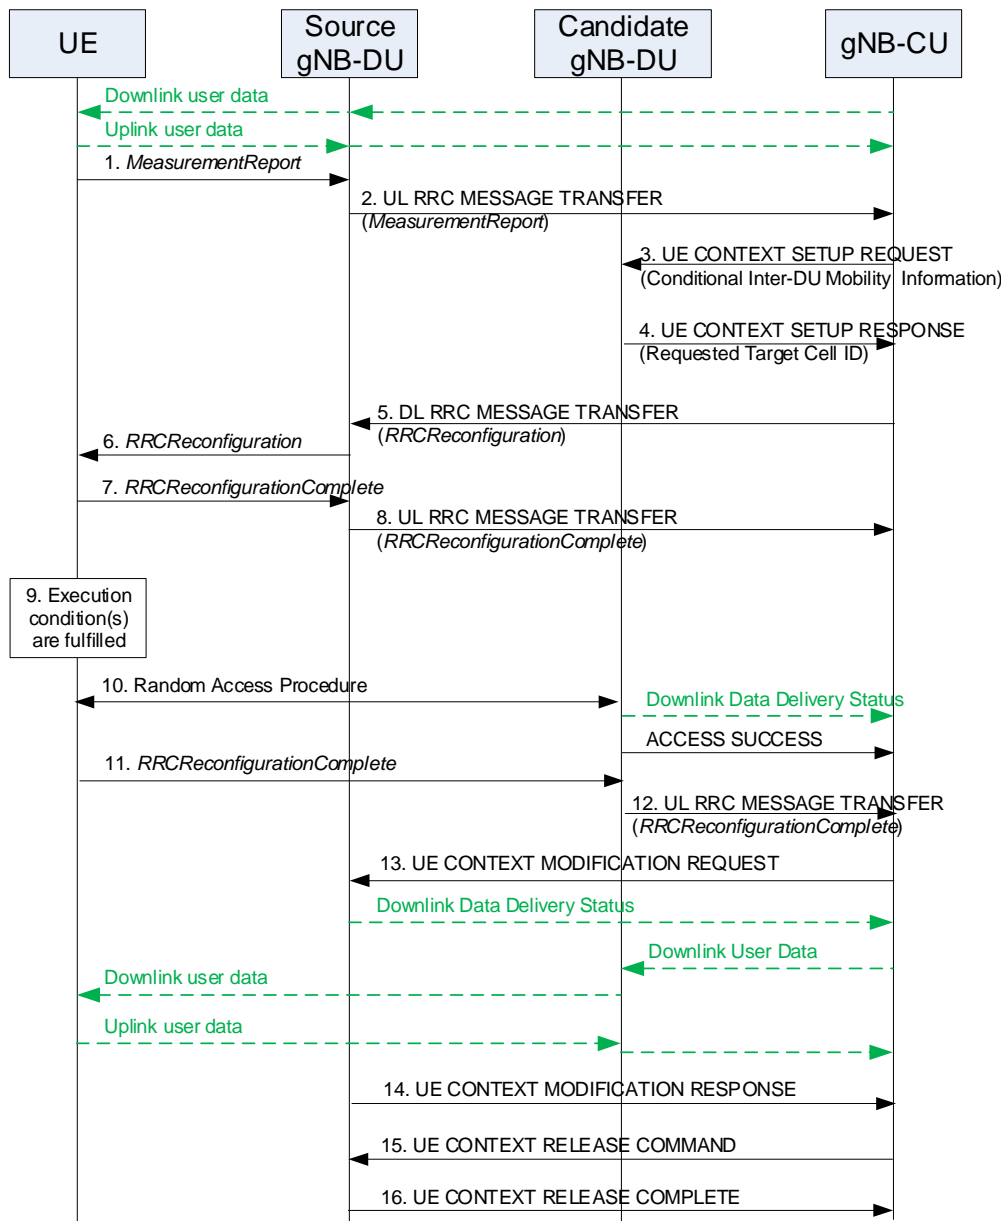 UE
Source
gNB-DU
Candidate
gNB-DU
gNB-CU
Downlink user data
Uplink user data
1. MeasurementReport
2. UL RRC MESSAGE TRANSFER
(MeasurementReport)
3. UE CONTEXT SETUP REQUEST
(Conditional Inter-DU Mobility Information)
4. UE CONTEXT SETUP RESPONSE
(Requested Target Cell ID)
5. DL RRC MESSAGE TRANSFER
(RRCReconfiguration)
6. RRCReconfiguration
7. RRCReconfigurationComplete
8. UL RRC MESSAGE TRANSFER
(RRCReconfigurationComplete)
9. Execution
condition(s)
are fulfilled
10. Random Access Procedure
Downlink Data Delivery Status
ACCESS SUCCESS
11. RRCReconfigurationComplete
12. UL RRC MESSAGE TRANSFER
(RRCReconfigurationComplete)
13. UE CONTEXT MODIFICATION REQUEST
Downlink Data Delivery Status
Downlink User Data
Downlink user data
Uplink user data
14. UE CONTEXT MODIFICATION RESPONSE
15. UE CONTEXT RELEASE COMMAND
16. UE CONTEXT RELEASE COMPLETE